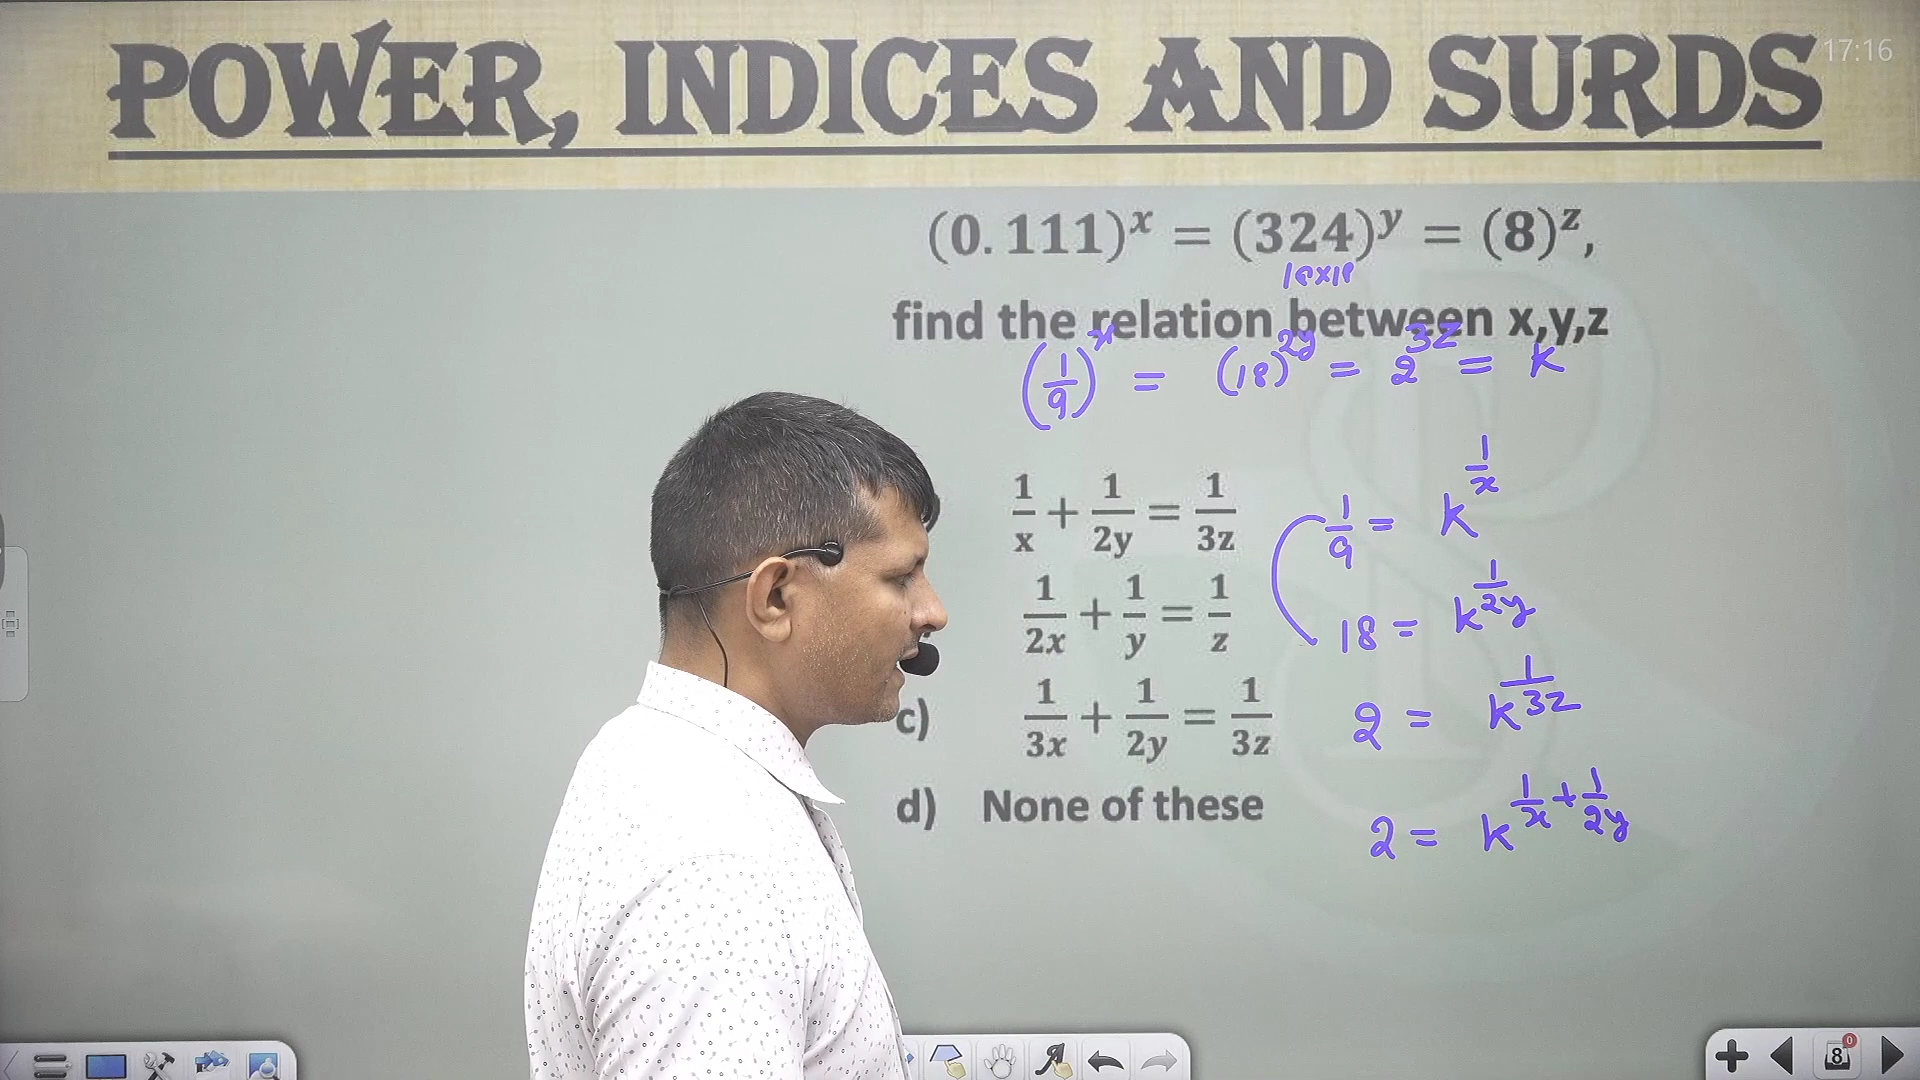 POWER, INDICES AND SURDS
17:16
(0.111)^x = (324)^y = (8)^z,
18×18
find the relation between x,y,z
(1/9)^x = (18)^2y = 2^3z = k
1/x + 1/2y = 1/3z
1/9 = k^1/x
1/2x + 1/y = 1/z
18 = k^1/2y
c) 1/3x + 1/2y = 1/3z
2 = k^1/3z
d) None of these
2 = k^1/x+1/2y
8
0